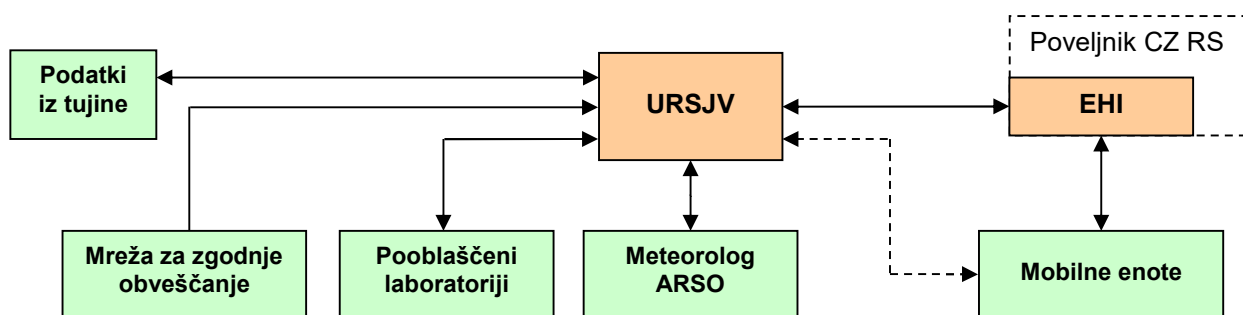 Poveljnik CZ RS
Podatki
iz tujine
URSJV
EHI
Mreža za zgodnje
obveščanje
Pooblaščeni
laboratoriji
Meteorolog
ARSO
Mobilne enote